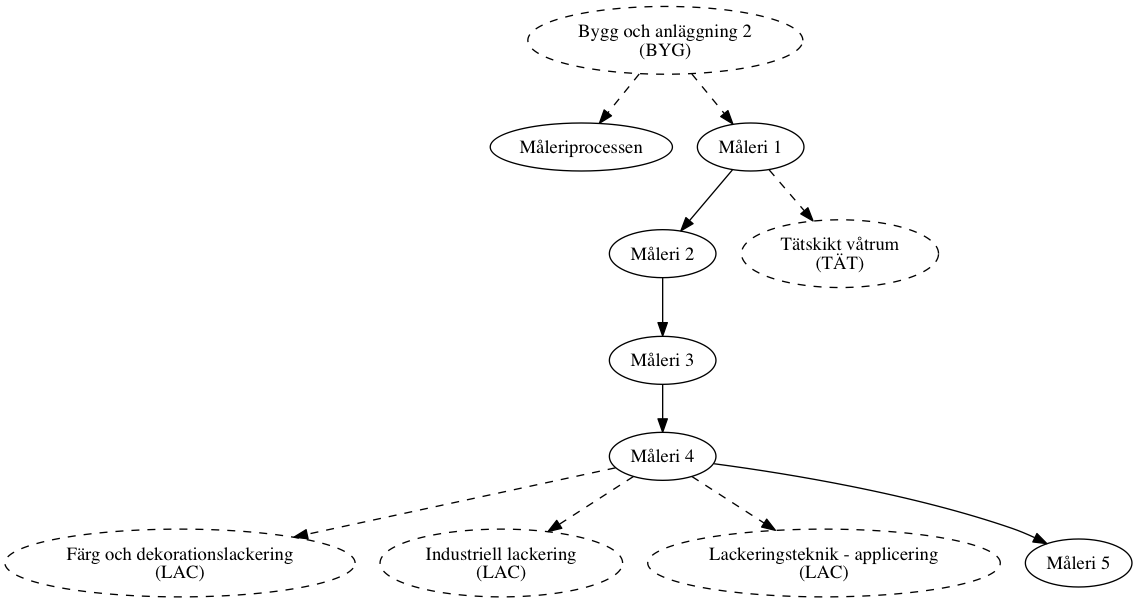 Bygg och anläggning 2
(BYG)
Måleriprocessen
Måleri 1
Måleri 2
Tätskikt våtrum
(TÄT)
Måleri 3
Måleri 4
Färg och dekorationslackering
(LAC)
Industriell lackering
(LAC)
Lackeringsteknik - applicering
(LAC)
Måleri 5